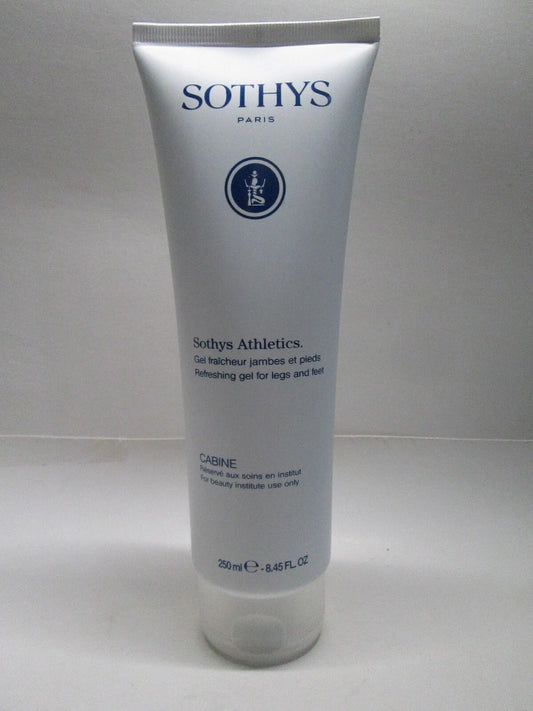 SOTHYS
PARIS
Sothys Athletics.
Gel fraîcheur jambes et pieds
Refreshing gel for legs and feet
CABINE
Réservé aux soins en institut
For beauty institute use only
250 ml ℮ - 8.45 FL. OZ